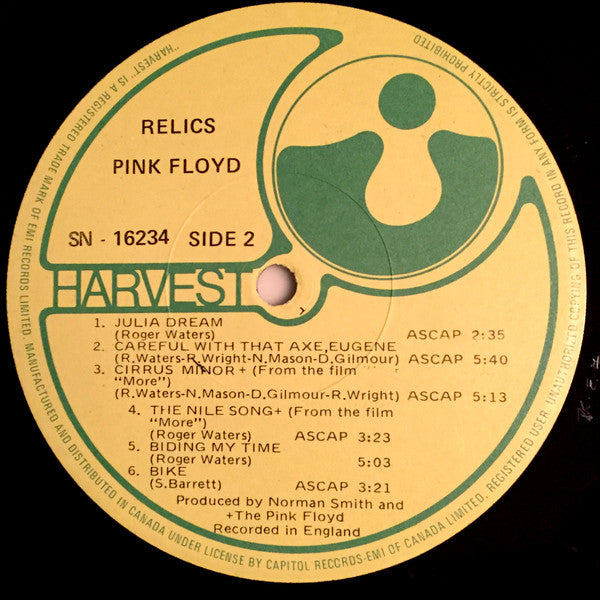 RELICS
PINK FLOYD
SN - 16234 SIDE 2
HARVEST
1. JULIA DREAM
(Roger Waters) ASCAP 2:35
2. CAREFUL WITH THAT AXE, EUGENE
(R.Waters-R.Wright-N.Mason-D.Gilmour) ASCAP 5:40
3. CIRRUS MINOR+ (From the film
"More")
(R.Waters-N.Mason-D.Gilmour-R.Wright) ASCAP 5:13
4. THE NILE SONG+ (From the film
"More")
(Roger Waters) ASCAP 3:23
5. BIDING MY TIME
(Roger Waters) 5:03
6. BIKE
(S.Barrett) ASCAP 3:21
Produced by Norman Smith and
+The Pink Floyd
Recorded in England
"HARVEST" IS A REGISTERED TRADE MARK OF EMI RECORDS LIMITED. MANUFACTURED AND DISTRIBUTED IN CANADA UNDER LICENSE BY CAPITOL RECORDS-EMI OF CANADA LIMITED, REGISTERED USER. UNAUTHORIZED COPYING OF THIS RECORD IN ANY FORM IS STRICTLY PROHIBITED